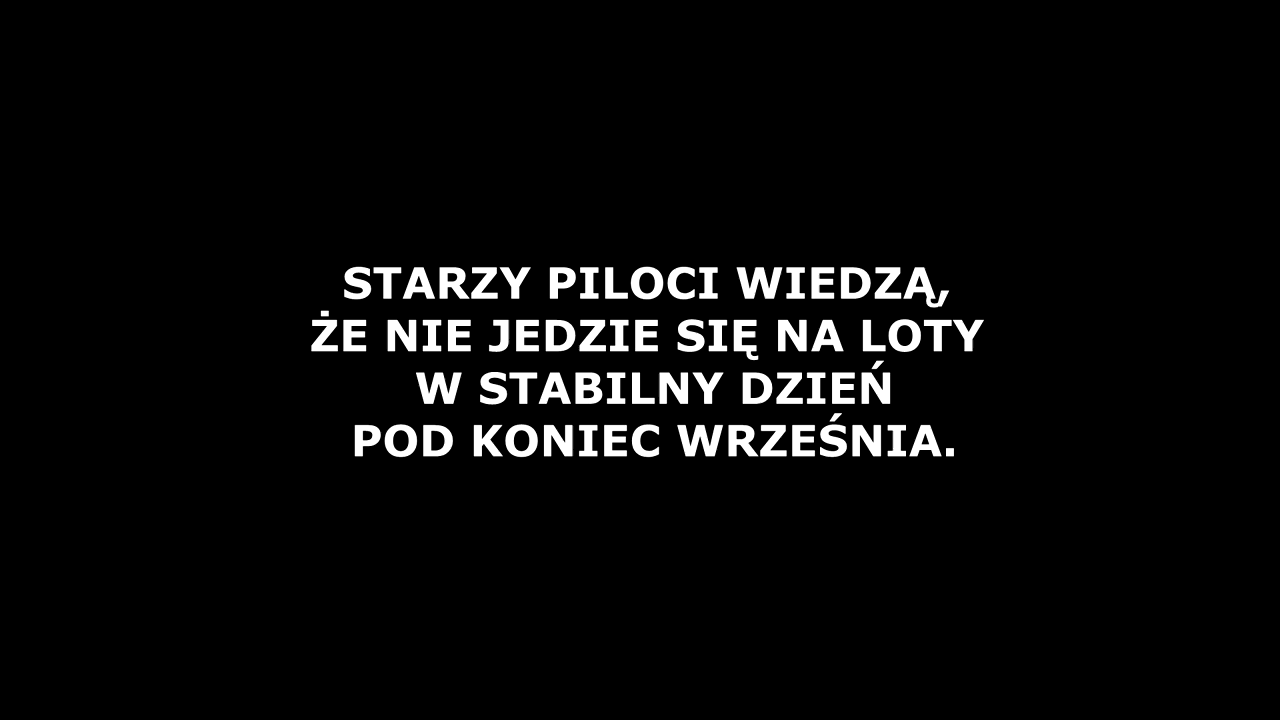 STARZY PILOCI WIEDZĄ,
ŻE NIE JEDZIE SIĘ NA LOTY
W STABILNY DZIEŃ
POD KONIEC WRZEŚNIA.